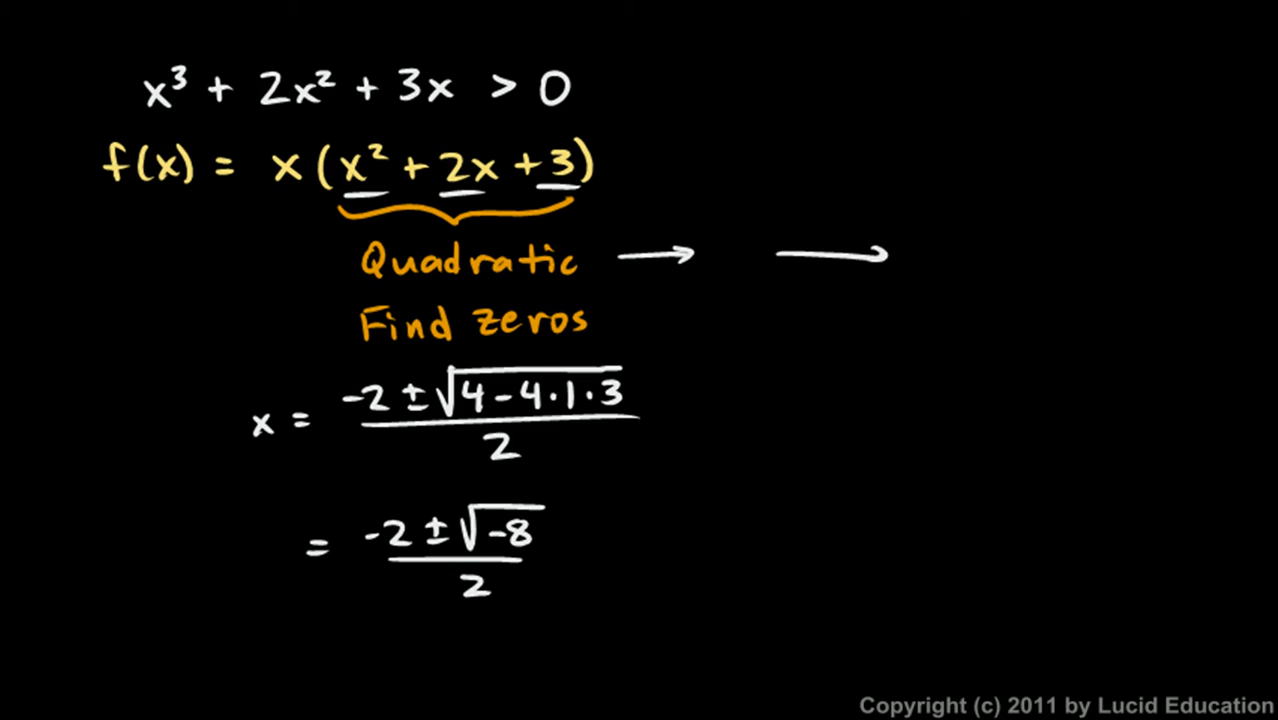 x³ + 2x² + 3x > 0
f(x) = x(x² + 2x + 3)
Quadratic → →
Find zeros
x = (-2 ± √(4 - 4·1·3)) / 2
= (-2 ± √-8) / 2
Copyright (c) 2011 by Lucid Education